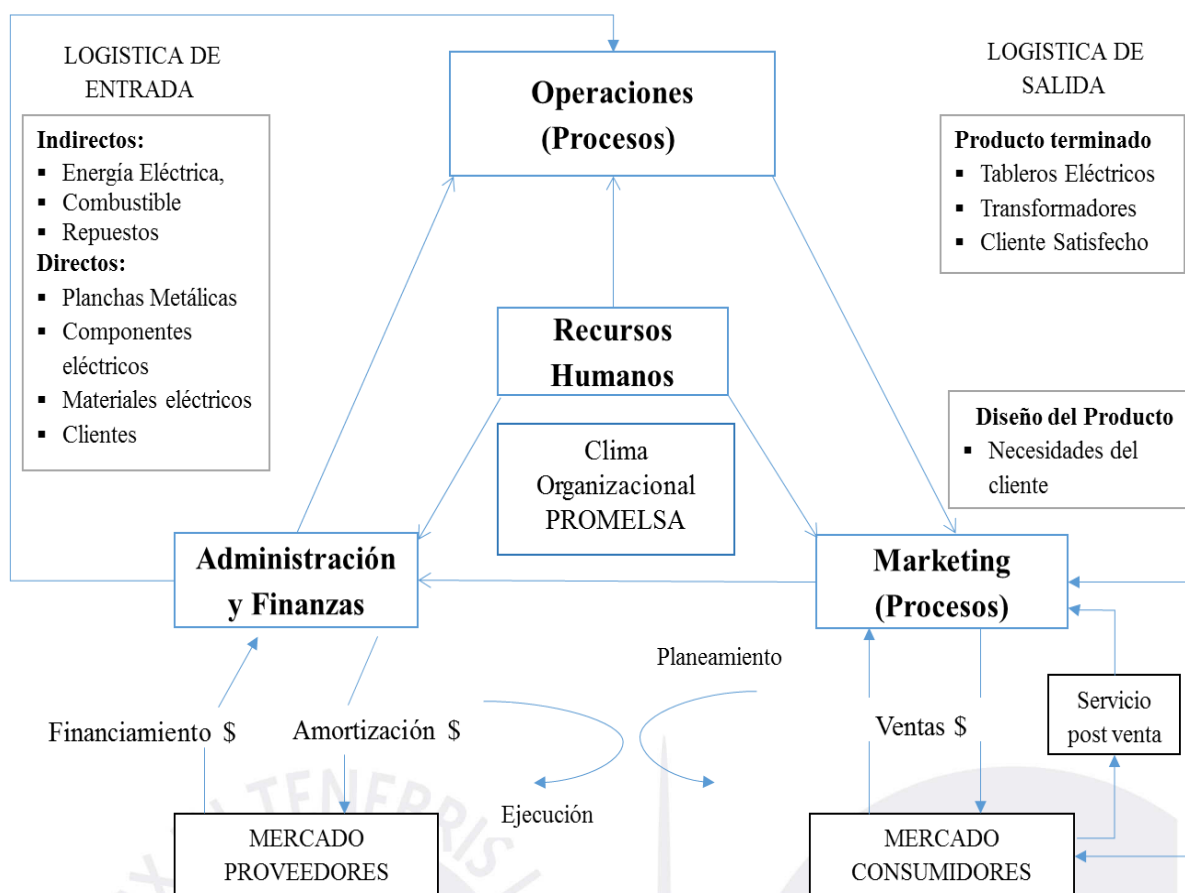 LOGISTICA DE
ENTRADA
Indirectos:
▪ Energía Eléctrica,
▪ Combustible
▪ Repuestos
Directos:
▪ Planchas Metálicas
▪ Componentes
eléctricos
▪ Materiales eléctricos
▪ Clientes
Operaciones
(Procesos)
LOGISTICA DE
SALIDA
Producto terminado
▪ Tableros Eléctricos
▪ Transformadores
▪ Cliente Satisfecho
Recursos
Humanos
Clima
Organizacional
PROMELSA
Diseño del Producto
▪ Necesidades del
cliente
Administración
y Finanzas
Marketing
(Procesos)
Planeamiento
Financiamiento $
Amortización $
Ventas $
Servicio
post venta
Ejecución
MERCADO
PROVEEDORES
MERCADO
CONSUMIDORES
TENEBRIS